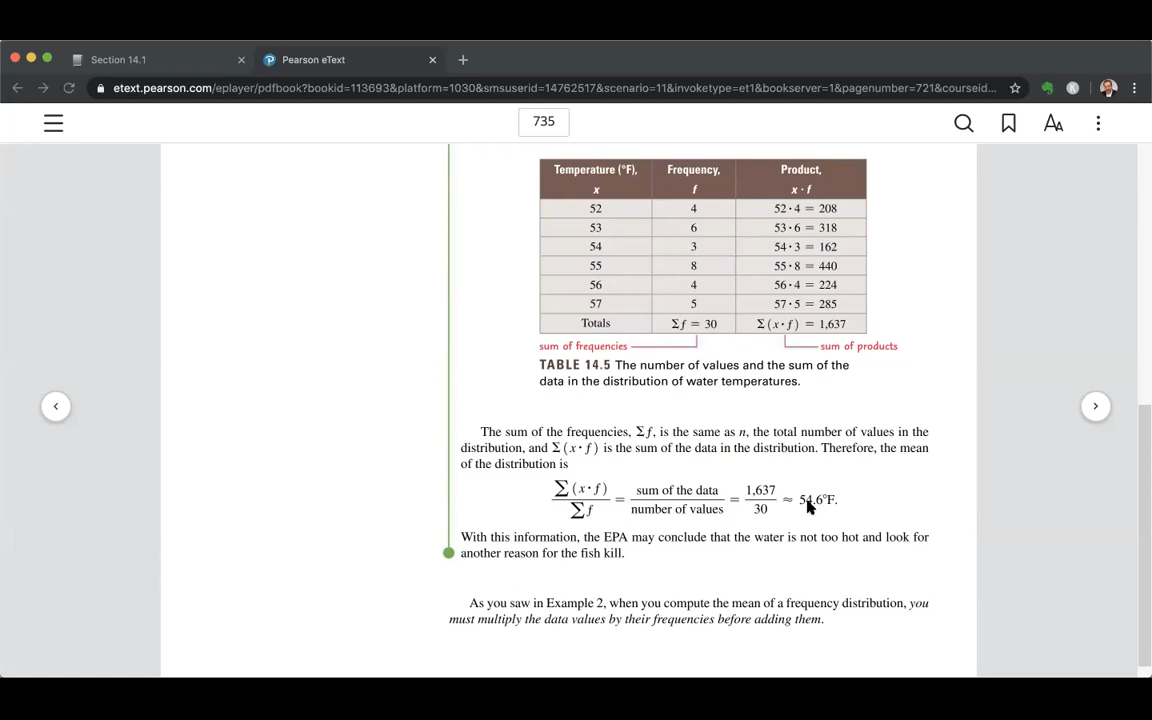 Section 14.1
Pearson eText
etext.pearson.com/eplayer/pdfbook?bookid=113693&platform=1030&smsuserid=14762517&scenario=11&invoketype=et1&bookserver=1&pagenumber=721&courseid...
735
AA
Temperature (°F), Frequency, Product,
x f x · f
52 4 52 · 4 = 208
53 6 53 · 6 = 318
54 3 54 · 3 = 162
55 8 55 · 8 = 440
56 4 56 · 4 = 224
57 5 57 · 5 = 285
Totals Σf = 30 Σ(x · f) = 1,637
sum of frequencies sum of products
TABLE 14.5 The number of values and the sum of the
data in the distribution of water temperatures.
The sum of the frequencies, Σf, is the same as n, the total number of values in the
distribution, and Σ(x · f) is the sum of the data in the distribution. Therefore, the mean
of the distribution is
Σ(x · f) / Σf = sum of the data / number of values = 1,637 / 30 ≈ 54.6°F.
With this information, the EPA may conclude that the water is not too hot and look for
another reason for the fish kill.
As you saw in Example 2, when you compute the mean of a frequency distribution, you
must multiply the data values by their frequencies before adding them.